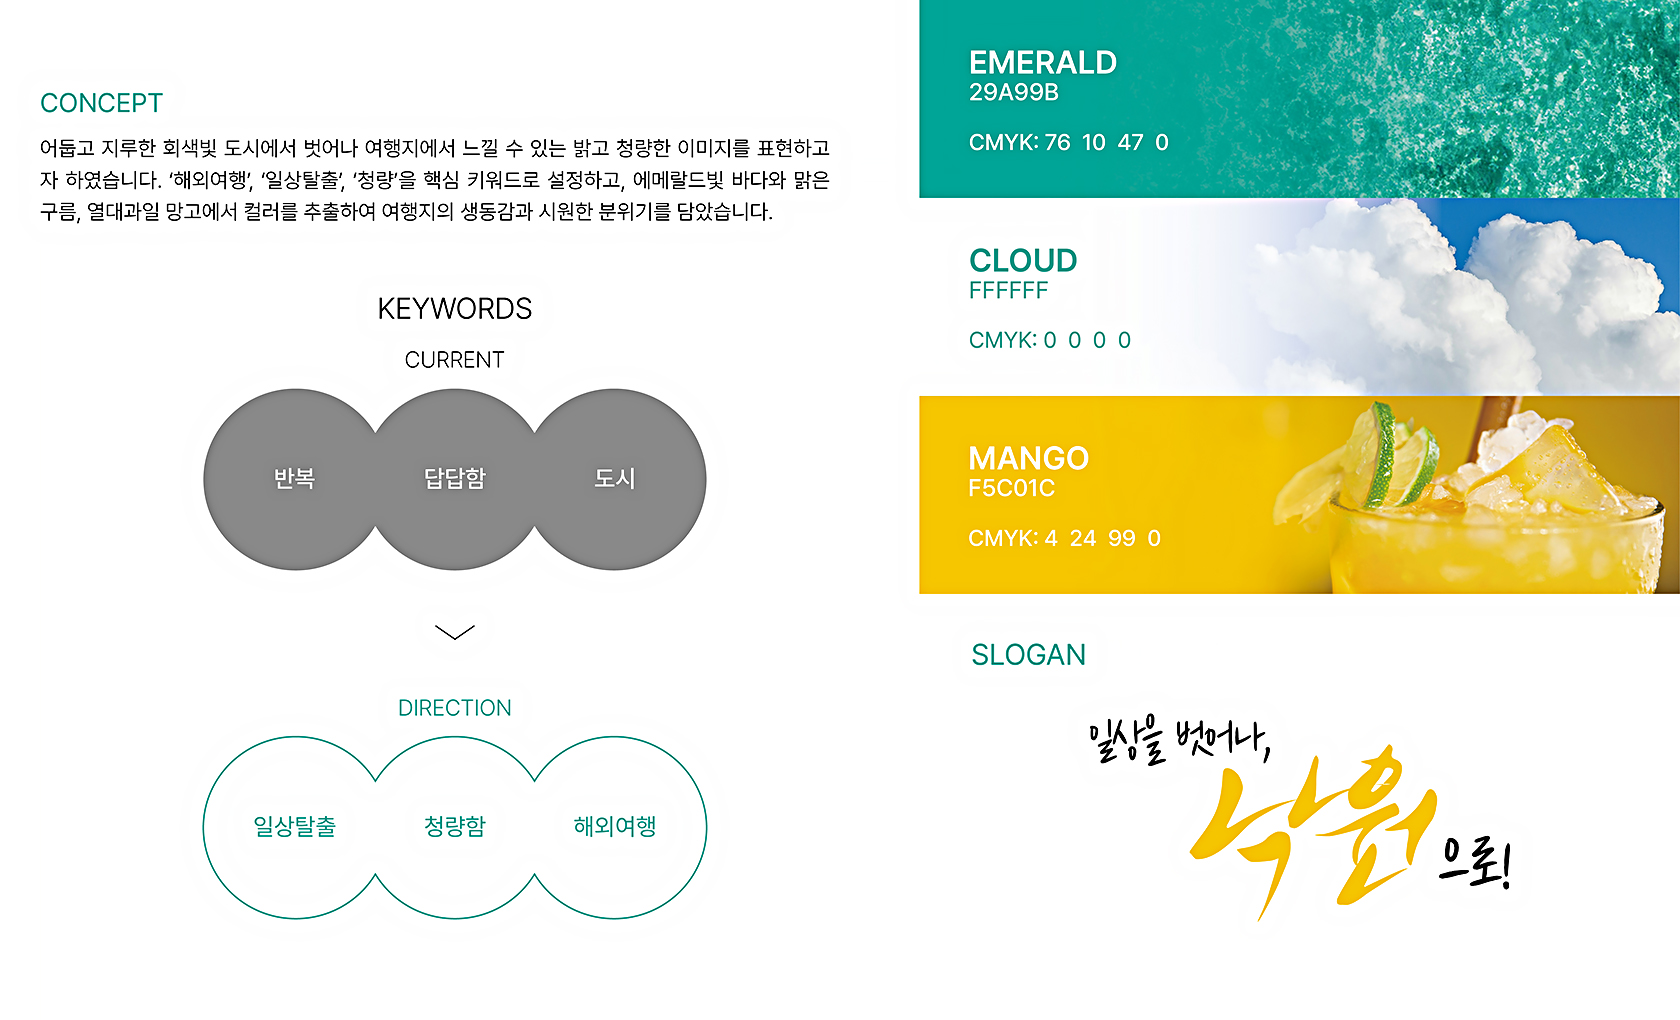 CONCEPT
어둡고 지루한 회색빛 도시에서 벗어나 여행지에서 느낄 수 있는 밝고 청량한 이미지를 표현하고
자 하였습니다. ‘해외여행’, ‘일상탈출’, ‘청량’을 핵심 키워드로 설정하고, 에메랄드빛 바다와 맑은
구름, 열대과일 망고에서 컬러를 추출하여 여행지의 생동감과 시원한 분위기를 담았습니다.
KEYWORDS
CURRENT
반복 답답함 도시
DIRECTION
일상탈출 청량함 해외여행
EMERALD
29A99B
CMYK: 76 10 47 0
CLOUD
FFFFFF
CMYK: 0 0 0 0
MANGO
F5C01C
CMYK: 4 24 99 0
SLOGAN
일상을 벗어나,
낙원으로!